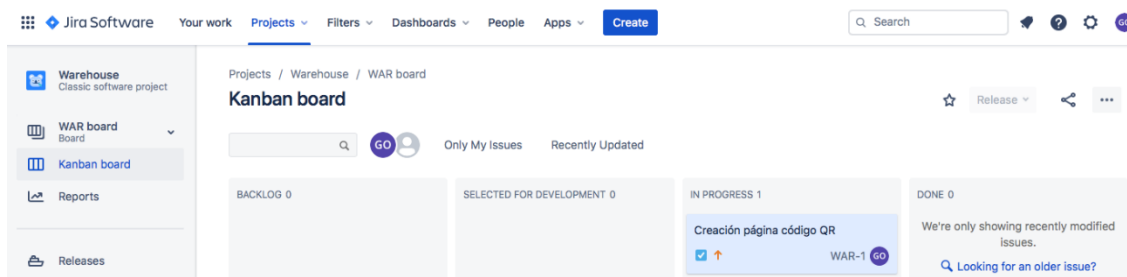 Jira Software Your work Projects Filters Dashboards People Apps Create Search GO
Warehouse
Classic software project
WAR board
Board
Kanban board
Reports
Releases
Projects / Warehouse / WAR board
Kanban board
Release
GO Only My Issues Recently Updated
BACKLOG 0 SELECTED FOR DEVELOPMENT 0 IN PROGRESS 1 DONE 0
Creación página código QR
WAR-1 GO
We're only showing recently modified
issues.
Looking for an older issue?